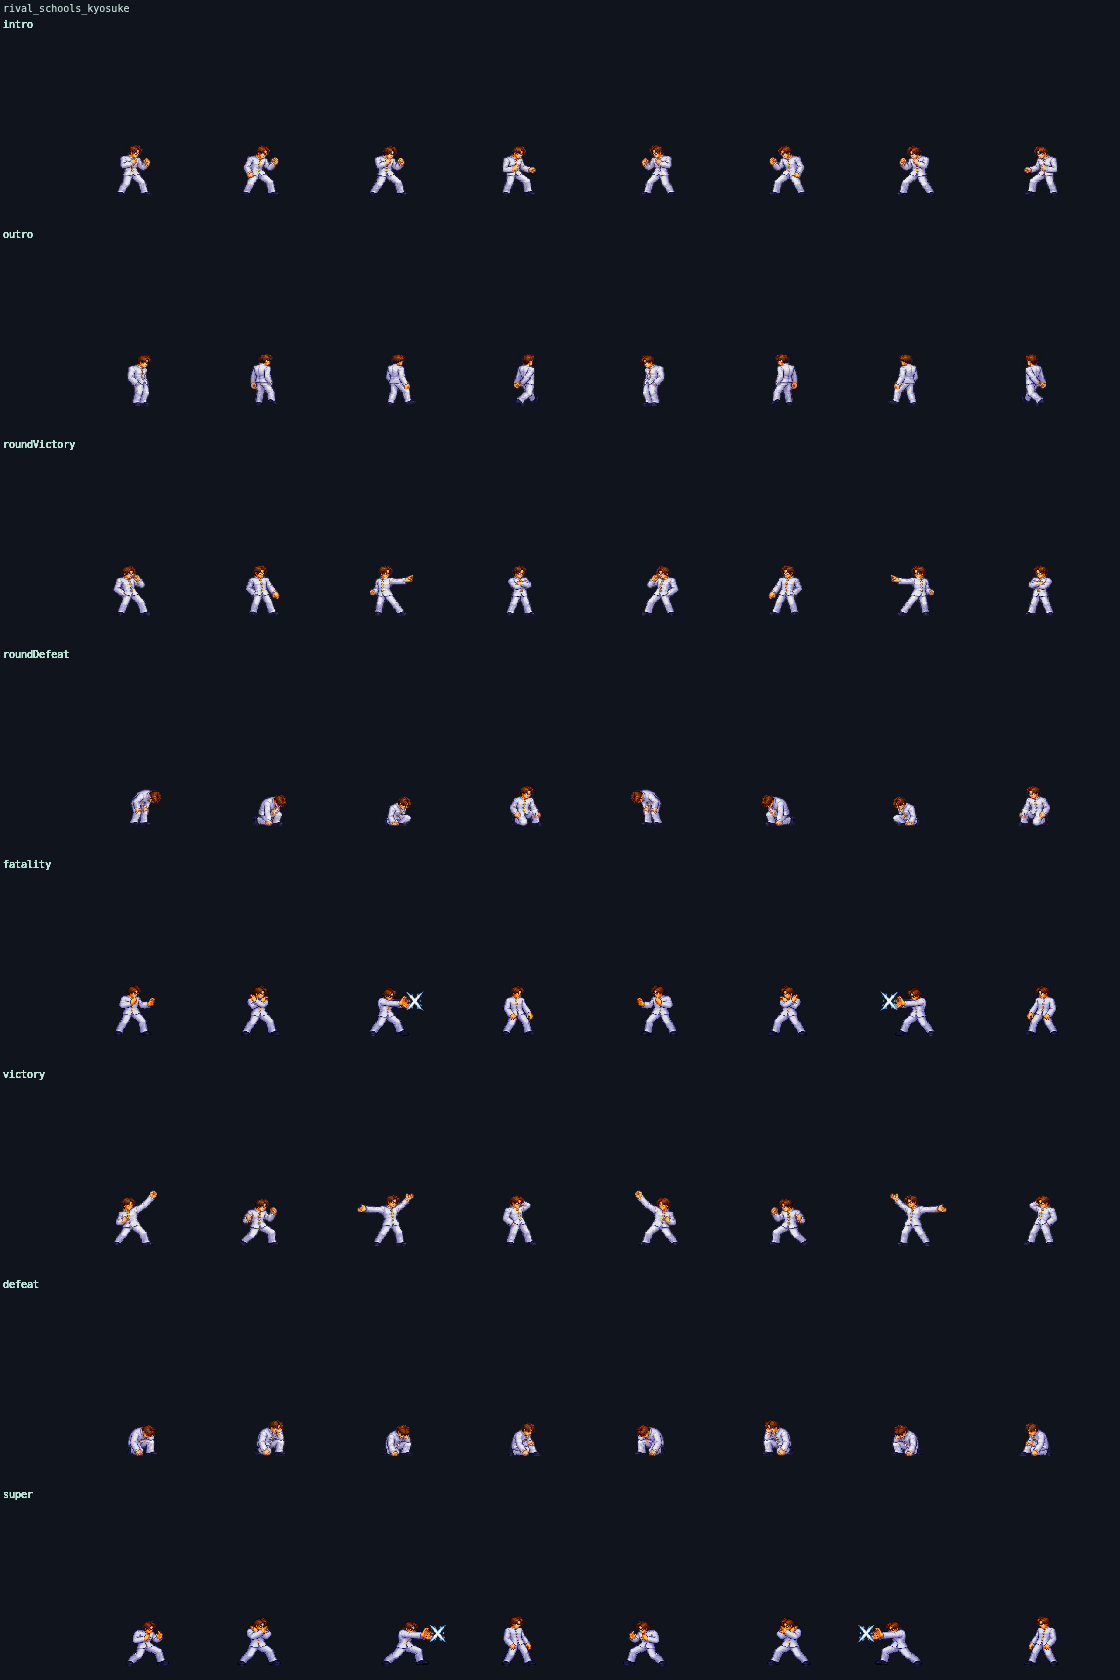 rival_schools_kyosuke
intro
outro
roundVictory
roundDefeat
fatality
victory
defeat
super